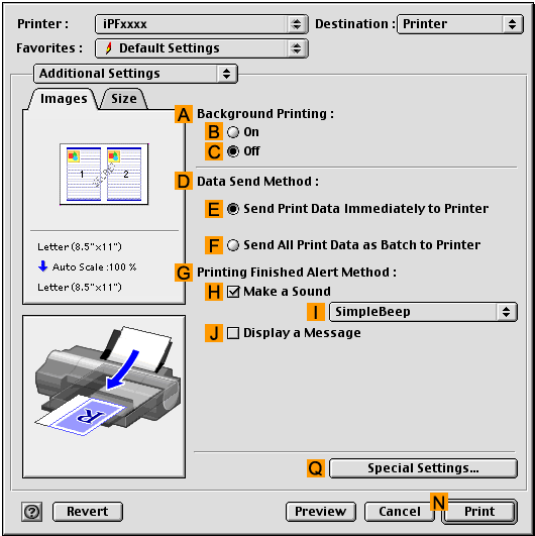 Printer : iPFxxxx Destination : Printer
Favorites : Default Settings
Additional Settings
Images Size
A Background Printing :
B On
C Off
1 2
SECRET
D Data Send Method :
E Send Print Data Immediately to Printer
Letter (8.5"x11")
F Send All Print Data as Batch to Printer
Auto Scale :100 %
G Printing Finished Alert Method :
Letter (8.5"x11")
H Make a Sound
I SimpleBeep
J Display a Message
R
Q Special Settings...
? Revert Preview Cancel N Print